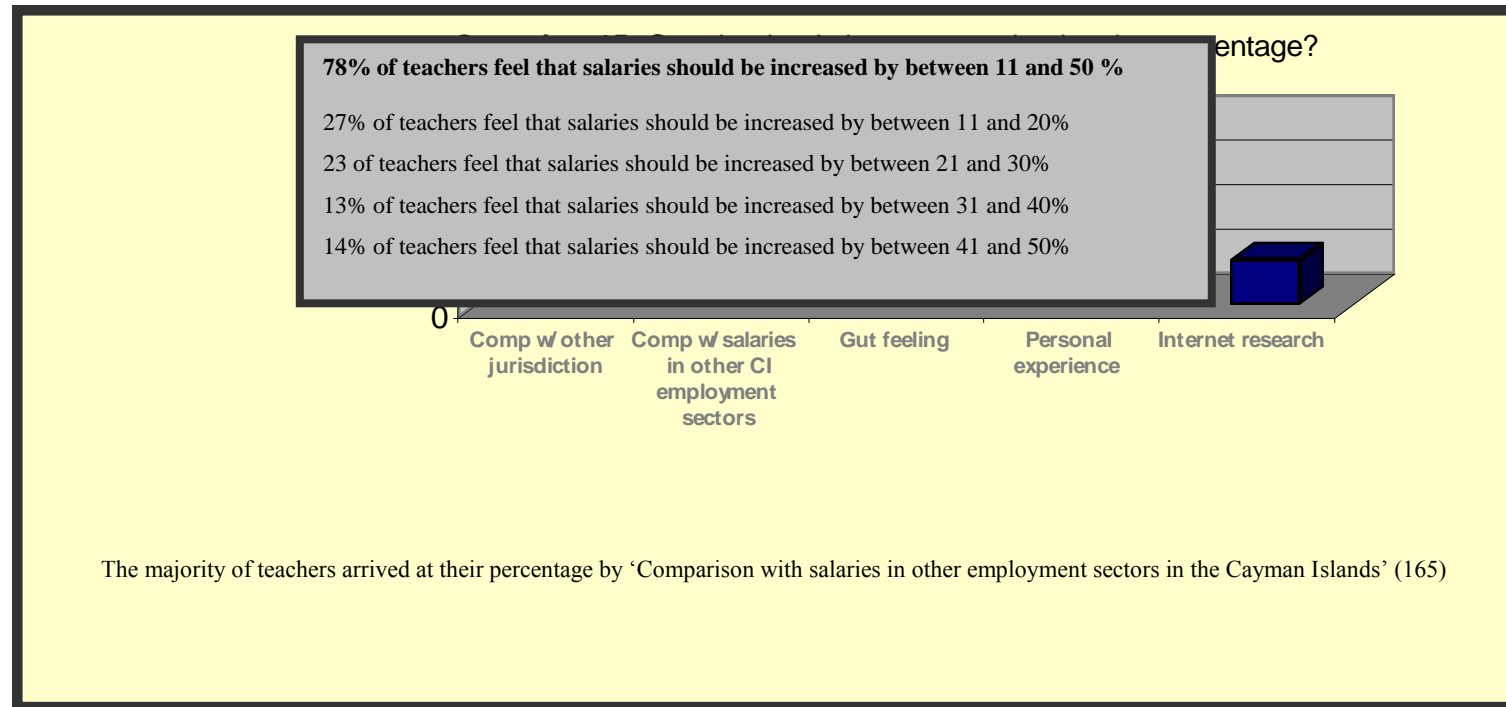 entage?
78% of teachers feel that salaries should be increased by between 11 and 50 %
27% of teachers feel that salaries should be increased by between 11 and 20%
23 of teachers feel that salaries should be increased by between 21 and 30%
13% of teachers feel that salaries should be increased by between 31 and 40%
14% of teachers feel that salaries should be increased by between 41 and 50%
0
Comp w/ other jurisdiction
Comp w/ salaries in other CI employment sectors
Gut feeling
Personal experience
Internet research
The majority of teachers arrived at their percentage by ‘Comparison with salaries in other employment sectors in the Cayman Islands’ (165)